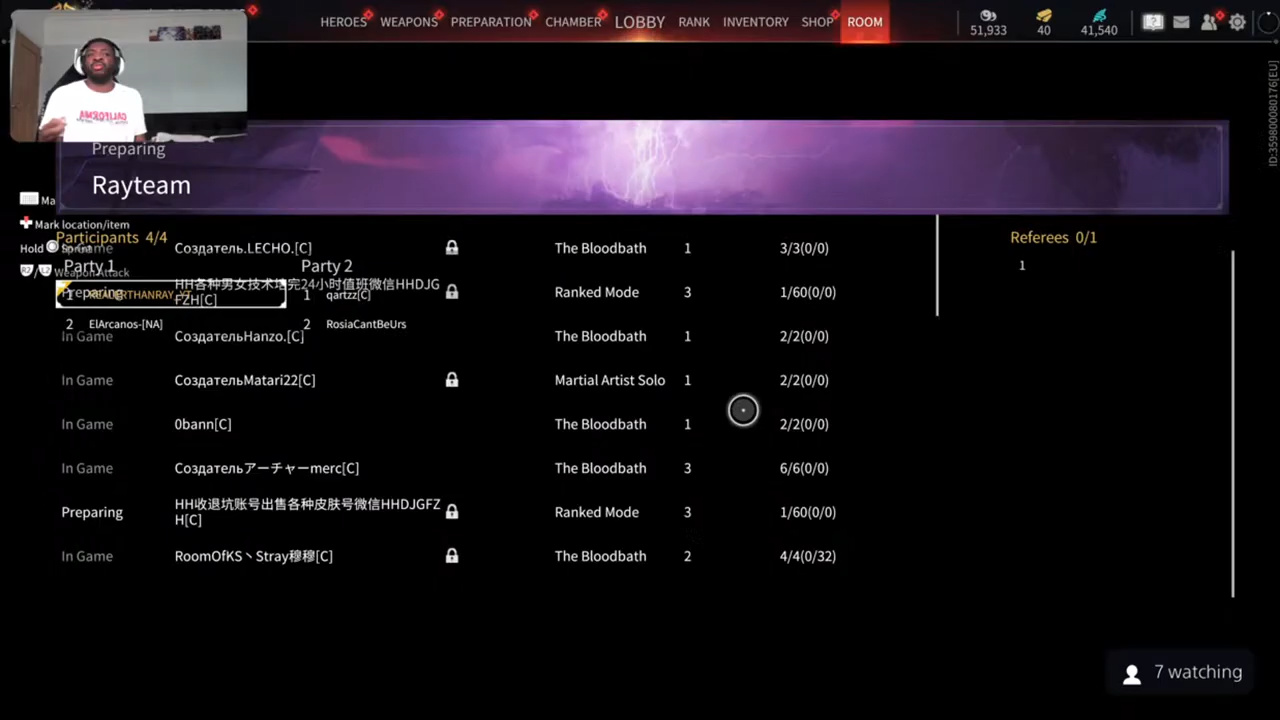 HEROES WEAPONS PREPARATION CHAMBER LOBBY RANK INVENTORY SHOP ROOM
51,933 40 41,540
ID:359800080176[EU]
CALIFORNIA
Preparing
Rayteam
Mark location/item
Hold
Weapon Attack
Participants 4/4
Referees 0/1
1
Party 1
Party 2
1 qartzz[C]
2 ElArcanos-[NA]
2 RosiaCantBeUrs
Создатель.LECHO.[C] The Bloodbath 1 3/3(0/0)
Preparing HH各种男女技术培完24小时值班微信HHDJG
FZH[C] Ranked Mode 3 1/60(0/0)
In Game СоздательHanzo.[C] The Bloodbath 1 2/2(0/0)
In Game СоздательMatari22[C] Martial Artist Solo 1 2/2(0/0)
In Game 0bann[C] The Bloodbath 1 2/2(0/0)
In Game Создательアーチャーmerc[C] The Bloodbath 3 6/6(0/0)
Preparing HH收退坑账号出售各种皮肤号微信HHDJGFZ
H[C] Ranked Mode 3 1/60(0/0)
In Game RoomOfKS丶Stray穆穆[C] The Bloodbath 2 4/4(0/32)
7 watching